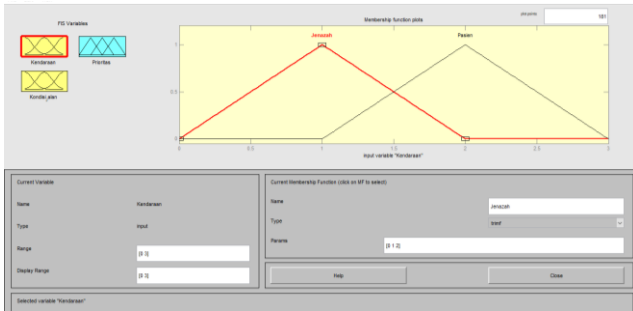 FIS Variables
Membership function plots
plot points:
181
Kendaraan
Prioritas
KondisiJalan
Jenazah
Pasien
1
0.5
0
0
0.5
1
1.5
2
2.5
3
input variable "Kendaraan"
Current Variable
Current Membership Function (click on MF to select)
Name
Kendaraan
Name
Jenazah
Type
input
Type
trimf
Range
[0 3]
Params
[0 1 2]
Display Range
[0 3]
Help
Close
Selected variable "Kendaraan"